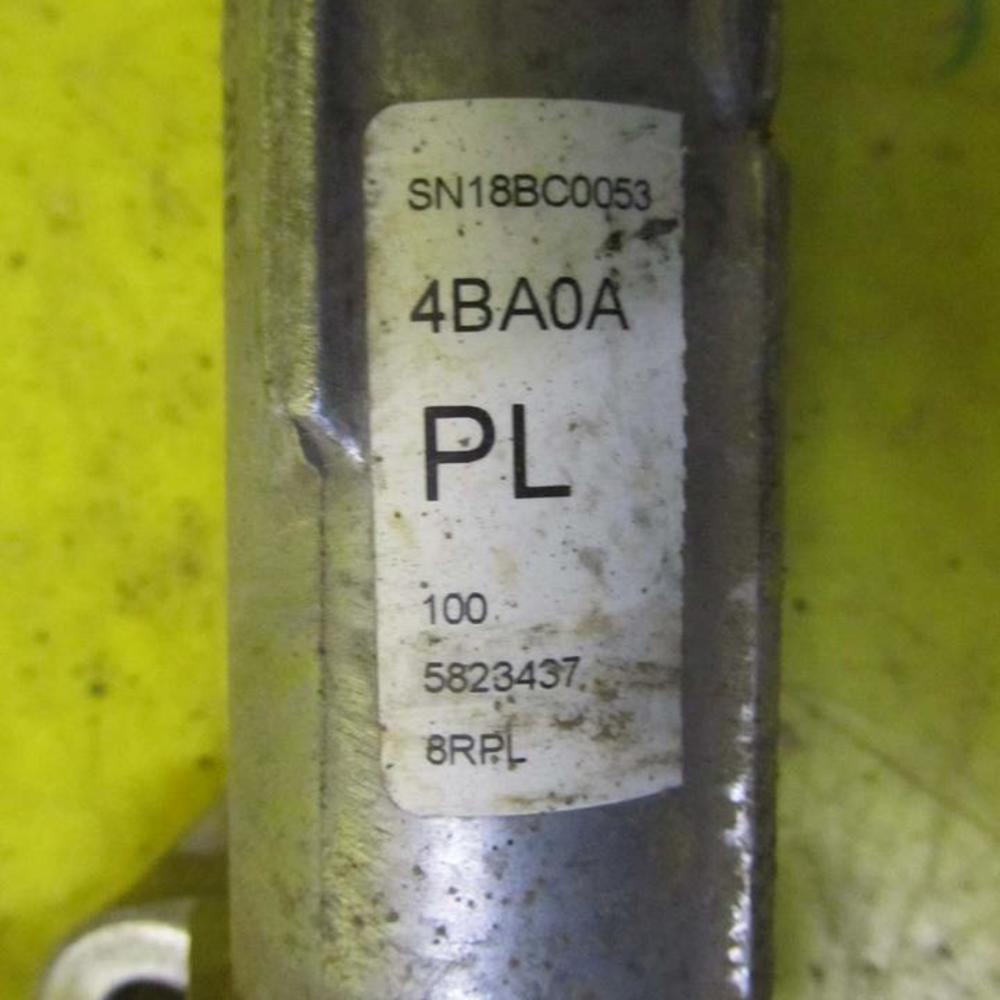 SN18BC0053
4BA0A
PL
100
5823437
8RPL